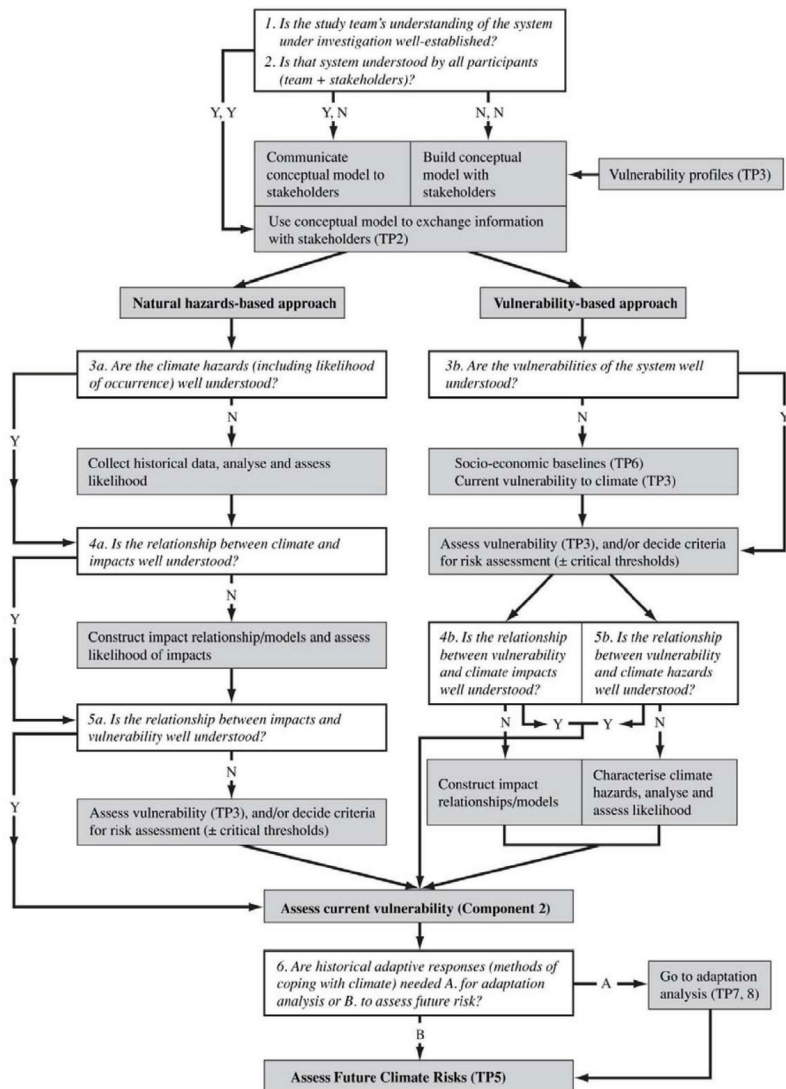 1. Is the study team's understanding of the system
under investigation well-established?
2. Is that system understood by all participants
(team + stakeholders)?
Y, Y
Y, N
N, N
Communicate
conceptual model to
stakeholders
Build conceptual
model with
stakeholders
Vulnerability profiles (TP3)
Use conceptual model to exchange information
with stakeholders (TP2)
Natural hazards-based approach
Vulnerability-based approach
3a. Are the climate hazards (including likelihood
of occurrence) well understood?
3b. Are the vulnerabilities of the system well
understood?
Y
N
N
Y
Collect historical data, analyse and assess
likelihood
Socio-economic baselines (TP6)
Current vulnerability to climate (TP3)
4a. Is the relationship between climate and
impacts well understood?
Assess vulnerability (TP3), and/or decide criteria
for risk assessment (± critical thresholds)
Y
N
Construct impact relationship/models and assess
likelihood of impacts
4b. Is the relationship
between vulnerability
and climate impacts
well understood?
5b. Is the relationship
between vulnerability
and climate hazards
well understood?
5a. Is the relationship between impacts and
vulnerability well understood?
N
Y
Y
N
Y
N
Construct impact
relationships/models
Characterise climate
hazards, analyse and
assess likelihood
Assess vulnerability (TP3), and/or decide criteria
for risk assessment (± critical thresholds)
Assess current vulnerability (Component 2)
6. Are historical adaptive responses (methods of
coping with climate) needed A. for adaptation
analysis or B. to assess future risk?
A
Go to adaptation
analysis (TP7, 8)
B
Assess Future Climate Risks (TP5)